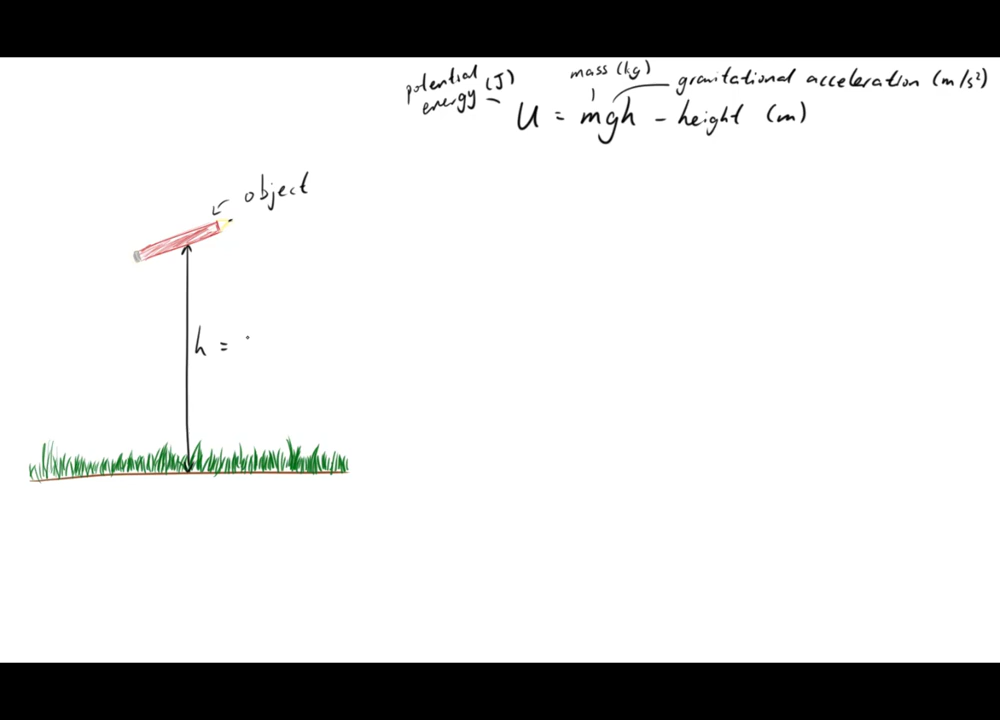 potential
energy (J)
mass (kg)
gravitational acceleration (m/s²)
U = mgh - height (m)
object
h =